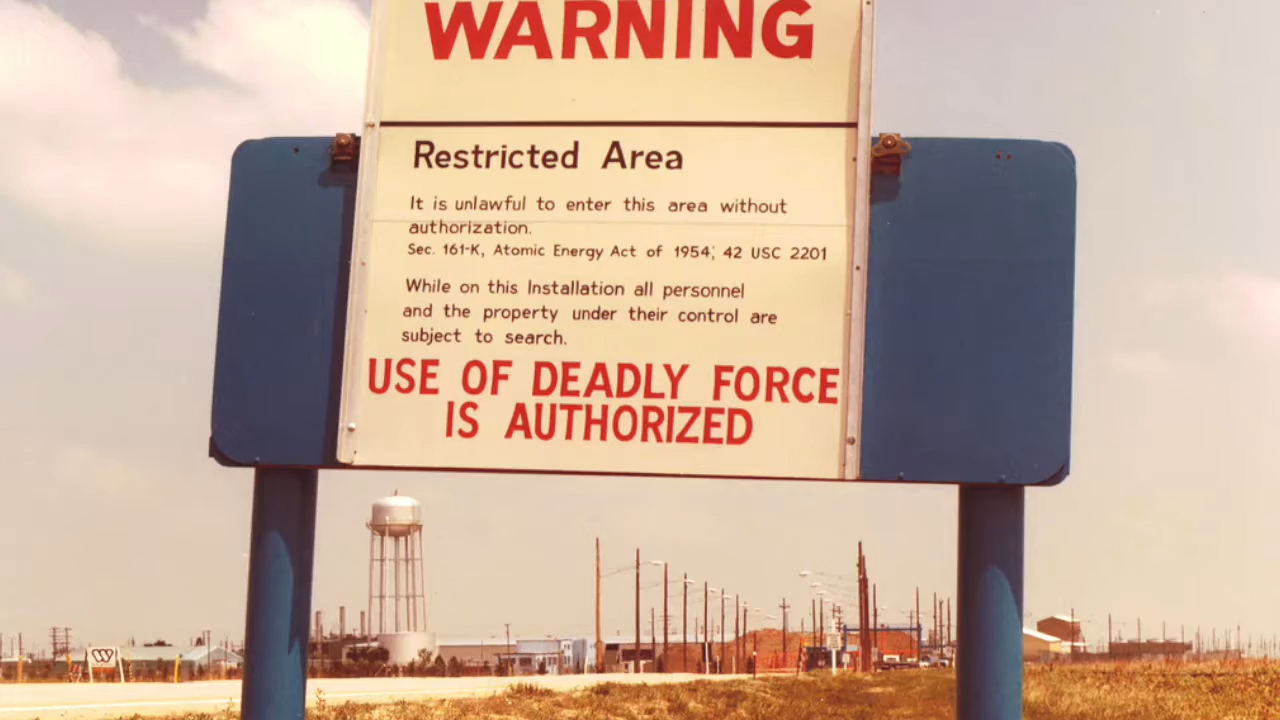 WARNING
Restricted Area
It is unlawful to enter this area without
authorization.
Sec. 161-K, Atomic Energy Act of 1954; 42 USC 2201
While on this Installation all personnel
and the property under their control are
subject to search.
USE OF DEADLY FORCE
IS AUTHORIZED